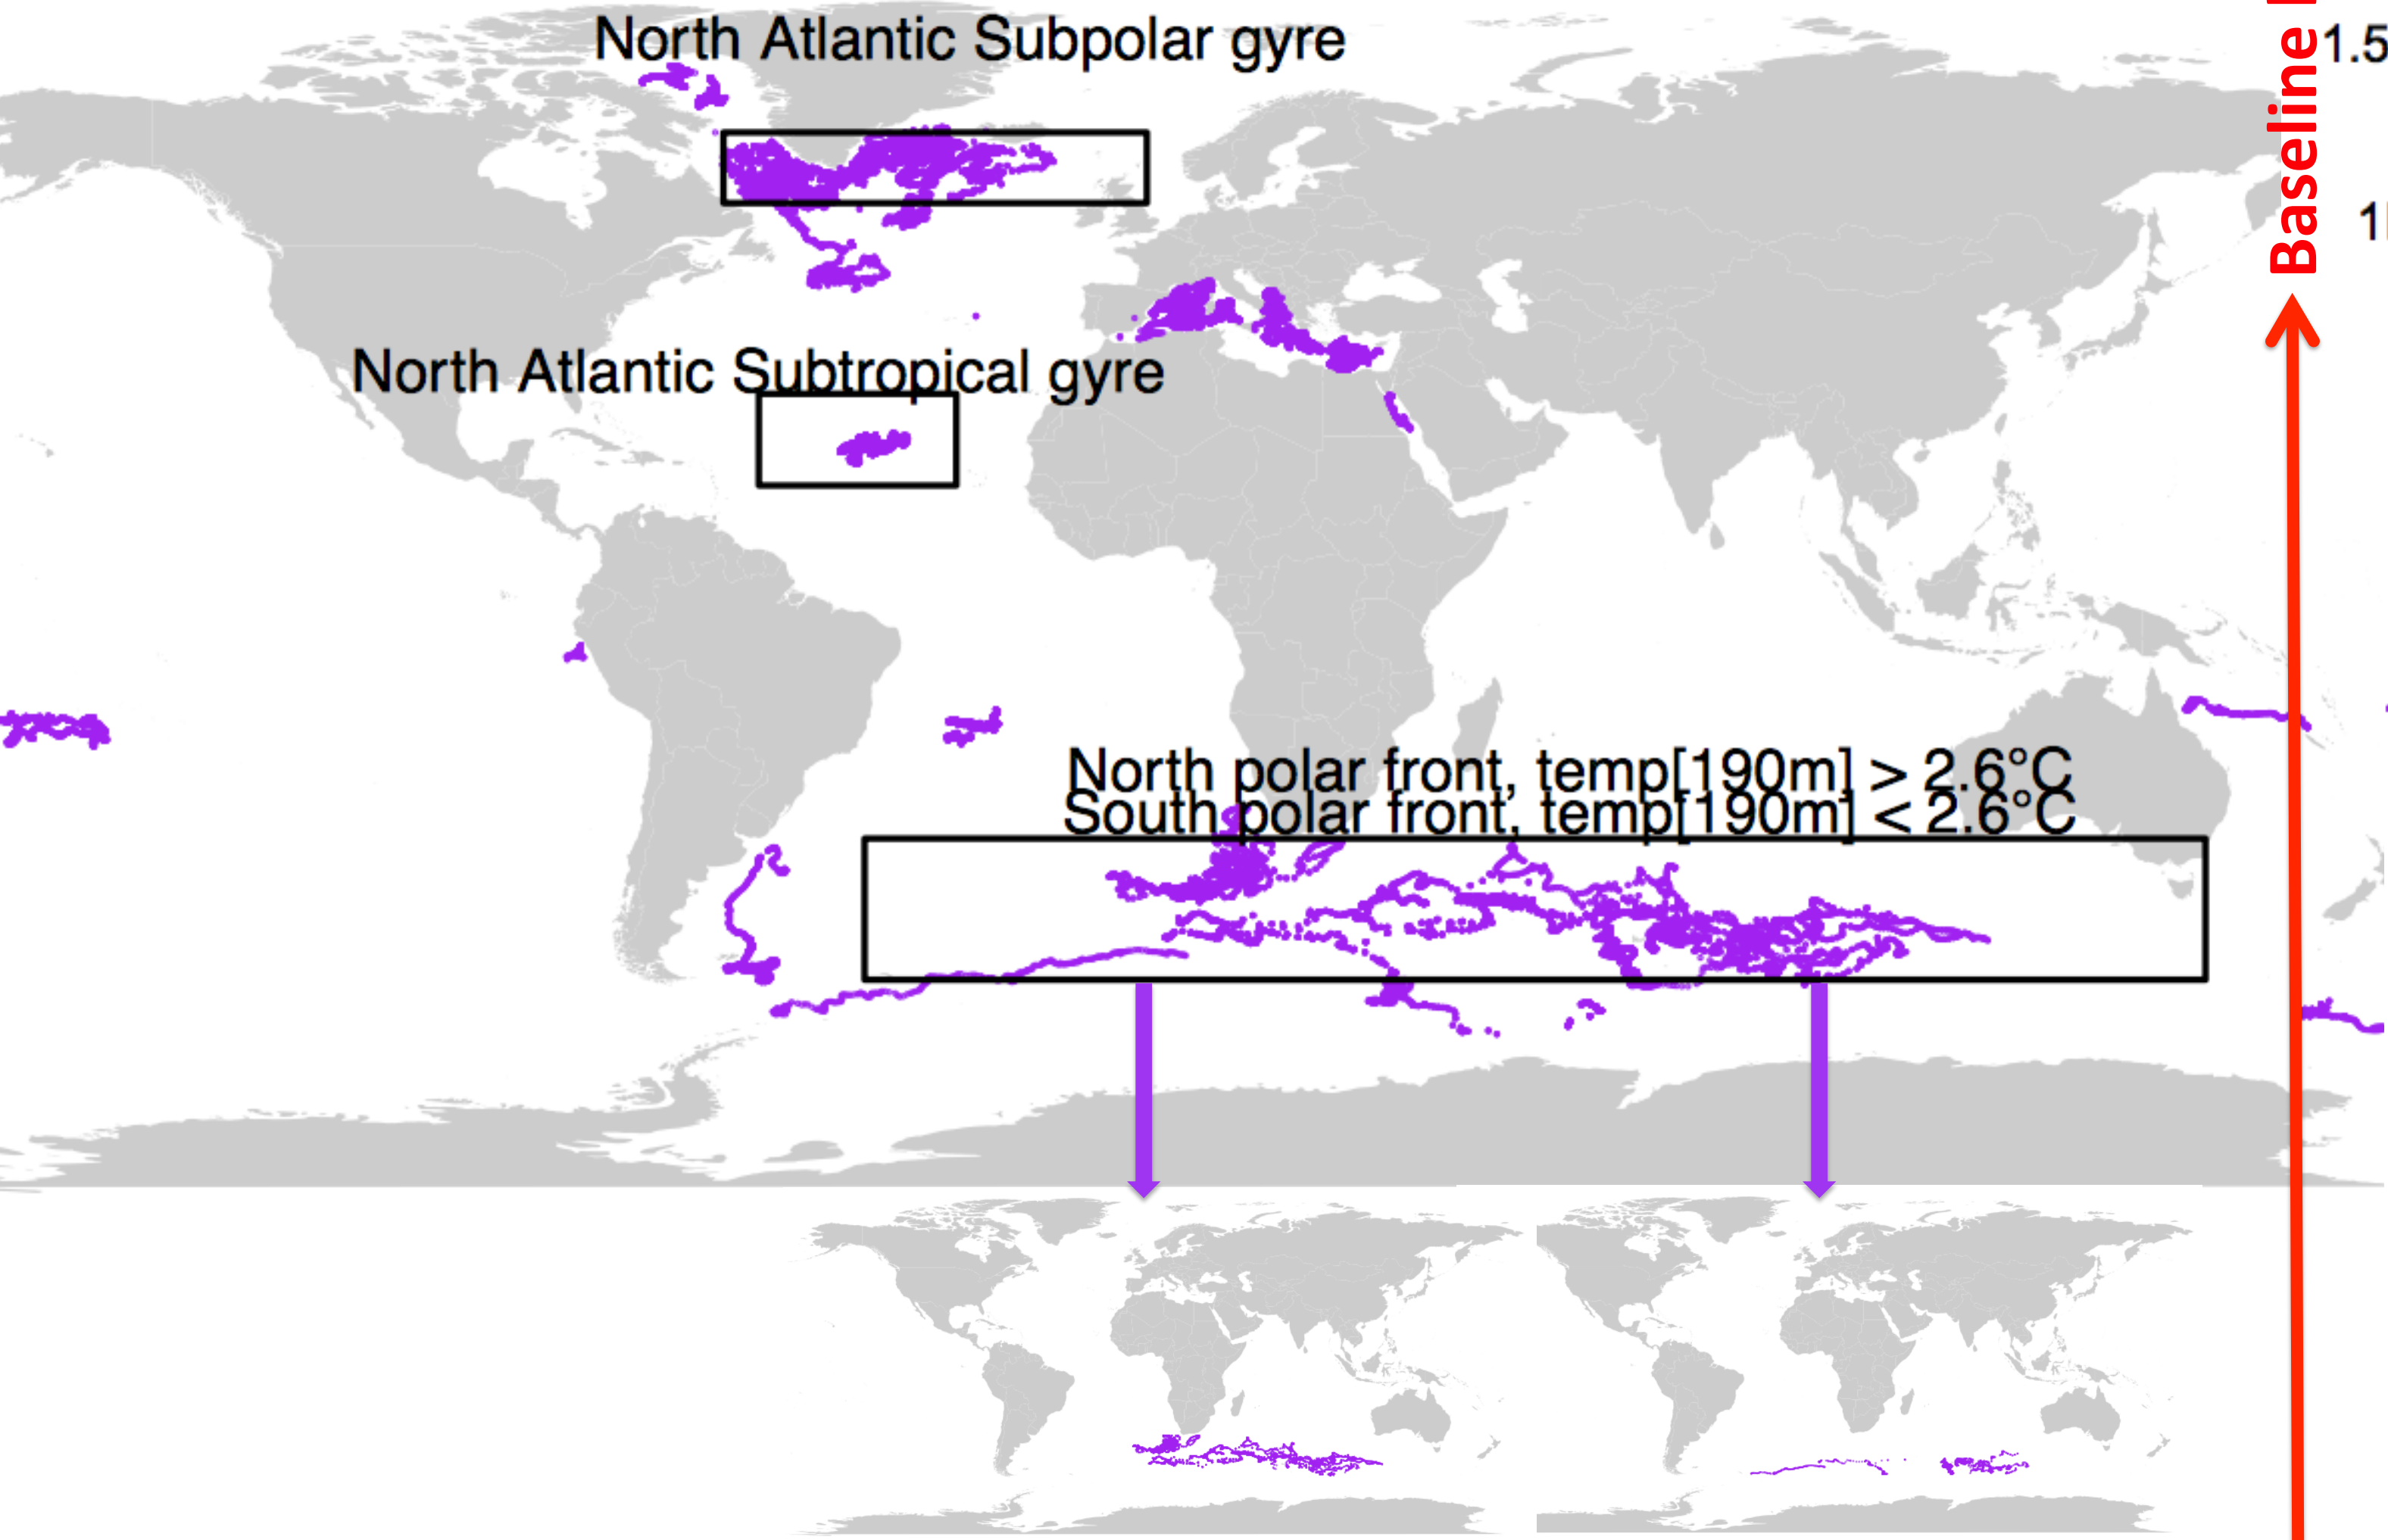 North Atlantic Subpolar gyre
North Atlantic Subtropical gyre
North polar front, temp[190m] > 2.6°C
South polar front, temp[190m] < 2.6°C
Baseline
1.5
1